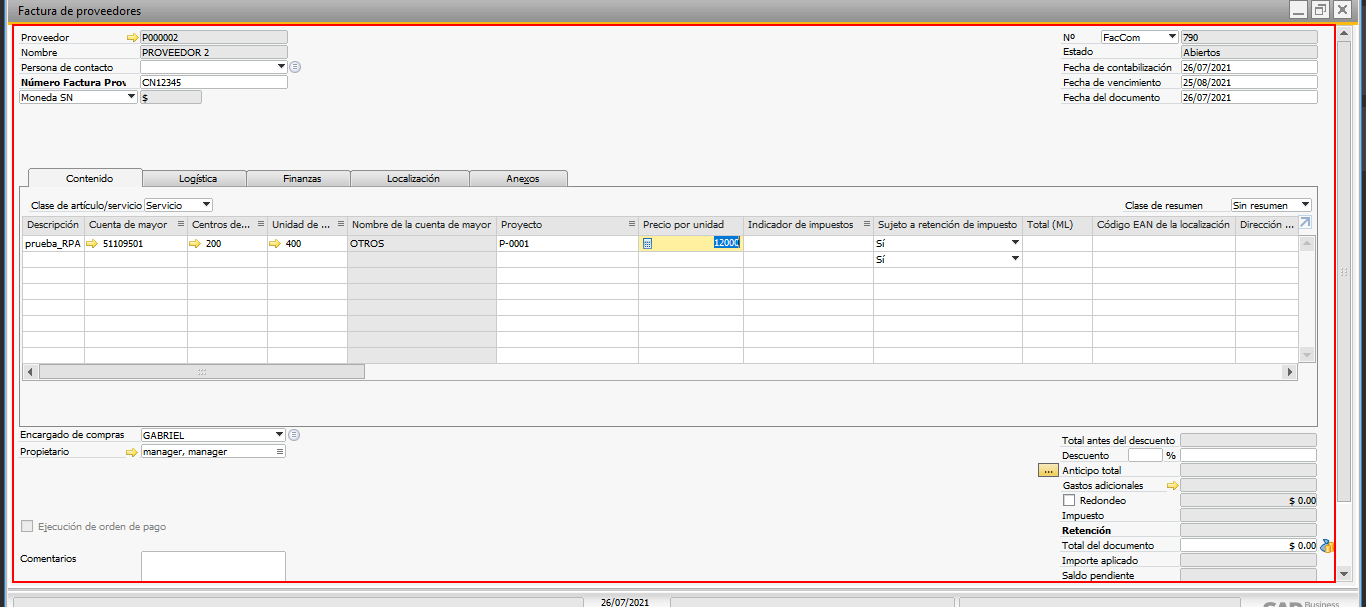 Factura de proveedores
Proveedor P000002
Nombre PROVEEDOR 2
Persona de contacto
Número Factura Prov CN12345
Moneda SN $
Nº FacCom 790
Estado Abiertos
Fecha de contabilización 26/07/2021
Fecha de vencimiento 25/08/2021
Fecha del documento 26/07/2021
Contenido Logística Finanzas Localización Anexos
Clase de artículo/servicio Servicio
Clase de resumen Sin resumen
Descripción Cuenta de mayor Centros de... Unidad de ... Nombre de la cuenta de mayor Proyecto Precio por unidad Indicador de impuestos Sujeto a retención de impuesto Total (ML) Código EAN de la localización Dirección ...
prueba_RPA 51109501 200 400 OTROS P-0001 12000 Sí
Sí
Encargado de compras GABRIEL
Propietario manager, manager
Ejecución de orden de pago
Comentarios
Total antes del descuento
Descuento %
... Anticipo total
Gastos adicionales
Redondeo $ 0.00
Impuesto
Retención
Total del documento $ 0.00
Importe aplicado
Saldo pendiente
26/07/2021
Business